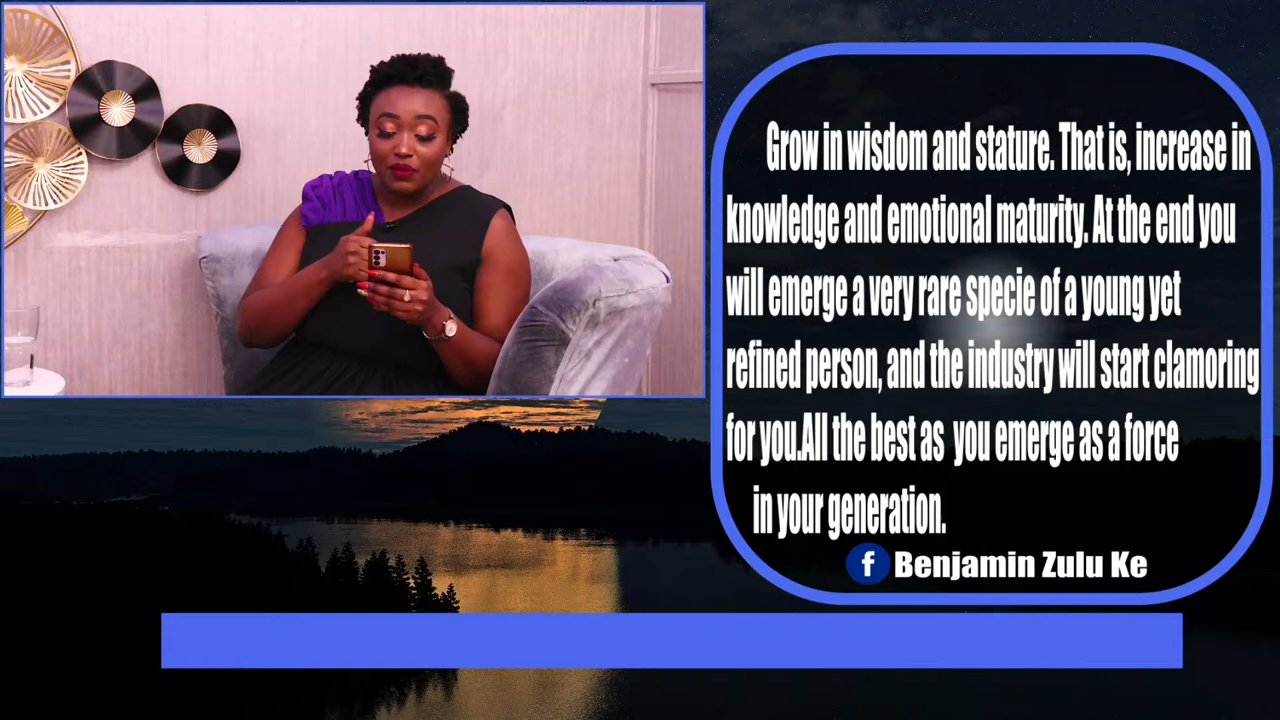 Grow in wisdom and stature. That is, increase in
knowledge and emotional maturity. At the end you
will emerge a very rare specie of a young yet
refined person, and the industry will start clamoring
for you.All the best as you emerge as a force
in your generation.
f Benjamin Zulu Ke